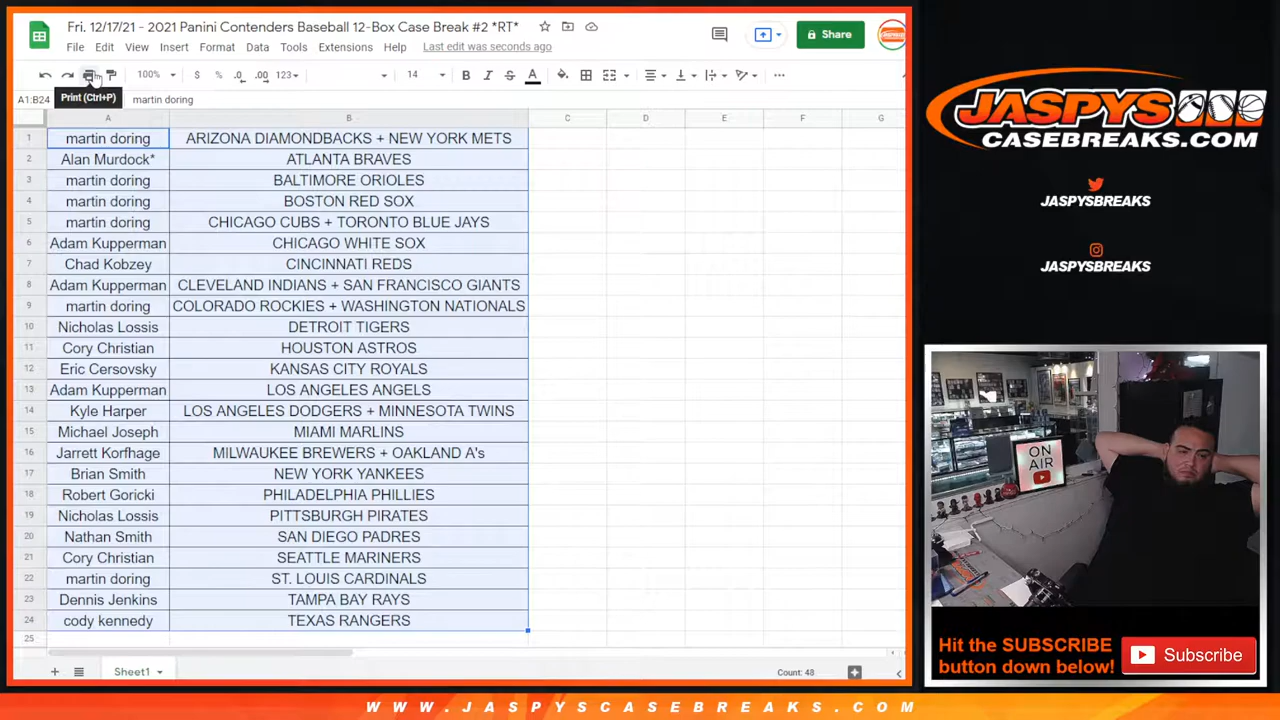 Fri. 12/17/21 - 2021 Panini Contenders Baseball 12-Box Case Break #2 *RT*
File Edit View Insert Format Data Tools Extensions Help Last edit was seconds ago
Share
100% $ % .0 .00 123 14 B I S A
Print (Ctrl+P)
A1:B24 martin doring
A B C D E F G
1 martin doring ARIZONA DIAMONDBACKS + NEW YORK METS
2 Alan Murdock* ATLANTA BRAVES
3 martin doring BALTIMORE ORIOLES
4 martin doring BOSTON RED SOX
5 martin doring CHICAGO CUBS + TORONTO BLUE JAYS
6 Adam Kupperman CHICAGO WHITE SOX
7 Chad Kobzey CINCINNATI REDS
8 Adam Kupperman CLEVELAND INDIANS + SAN FRANCISCO GIANTS
9 martin doring COLORADO ROCKIES + WASHINGTON NATIONALS
10 Nicholas Lossis DETROIT TIGERS
11 Cory Christian HOUSTON ASTROS
12 Eric Cersovsky KANSAS CITY ROYALS
13 Adam Kupperman LOS ANGELES ANGELS
14 Kyle Harper LOS ANGELES DODGERS + MINNESOTA TWINS
15 Michael Joseph MIAMI MARLINS
16 Jarrett Korfhage MILWAUKEE BREWERS + OAKLAND A's
17 Brian Smith NEW YORK YANKEES
18 Robert Goricki PHILADELPHIA PHILLIES
19 Nicholas Lossis PITTSBURGH PIRATES
20 Nathan Smith SAN DIEGO PADRES
21 Cory Christian SEATTLE MARINERS
22 martin doring ST. LOUIS CARDINALS
23 Dennis Jenkins TAMPA BAY RAYS
24 cody kennedy TEXAS RANGERS
25
Sheet1 Count: 48
JASPYS
CASEBREAKS.COM
JASPYSBREAKS
JASPYSBREAKS
ON
AIR
Hit the SUBSCRIBE
button down below!
Subscribe
WWW.JASPYSCASEBREAKS.COM